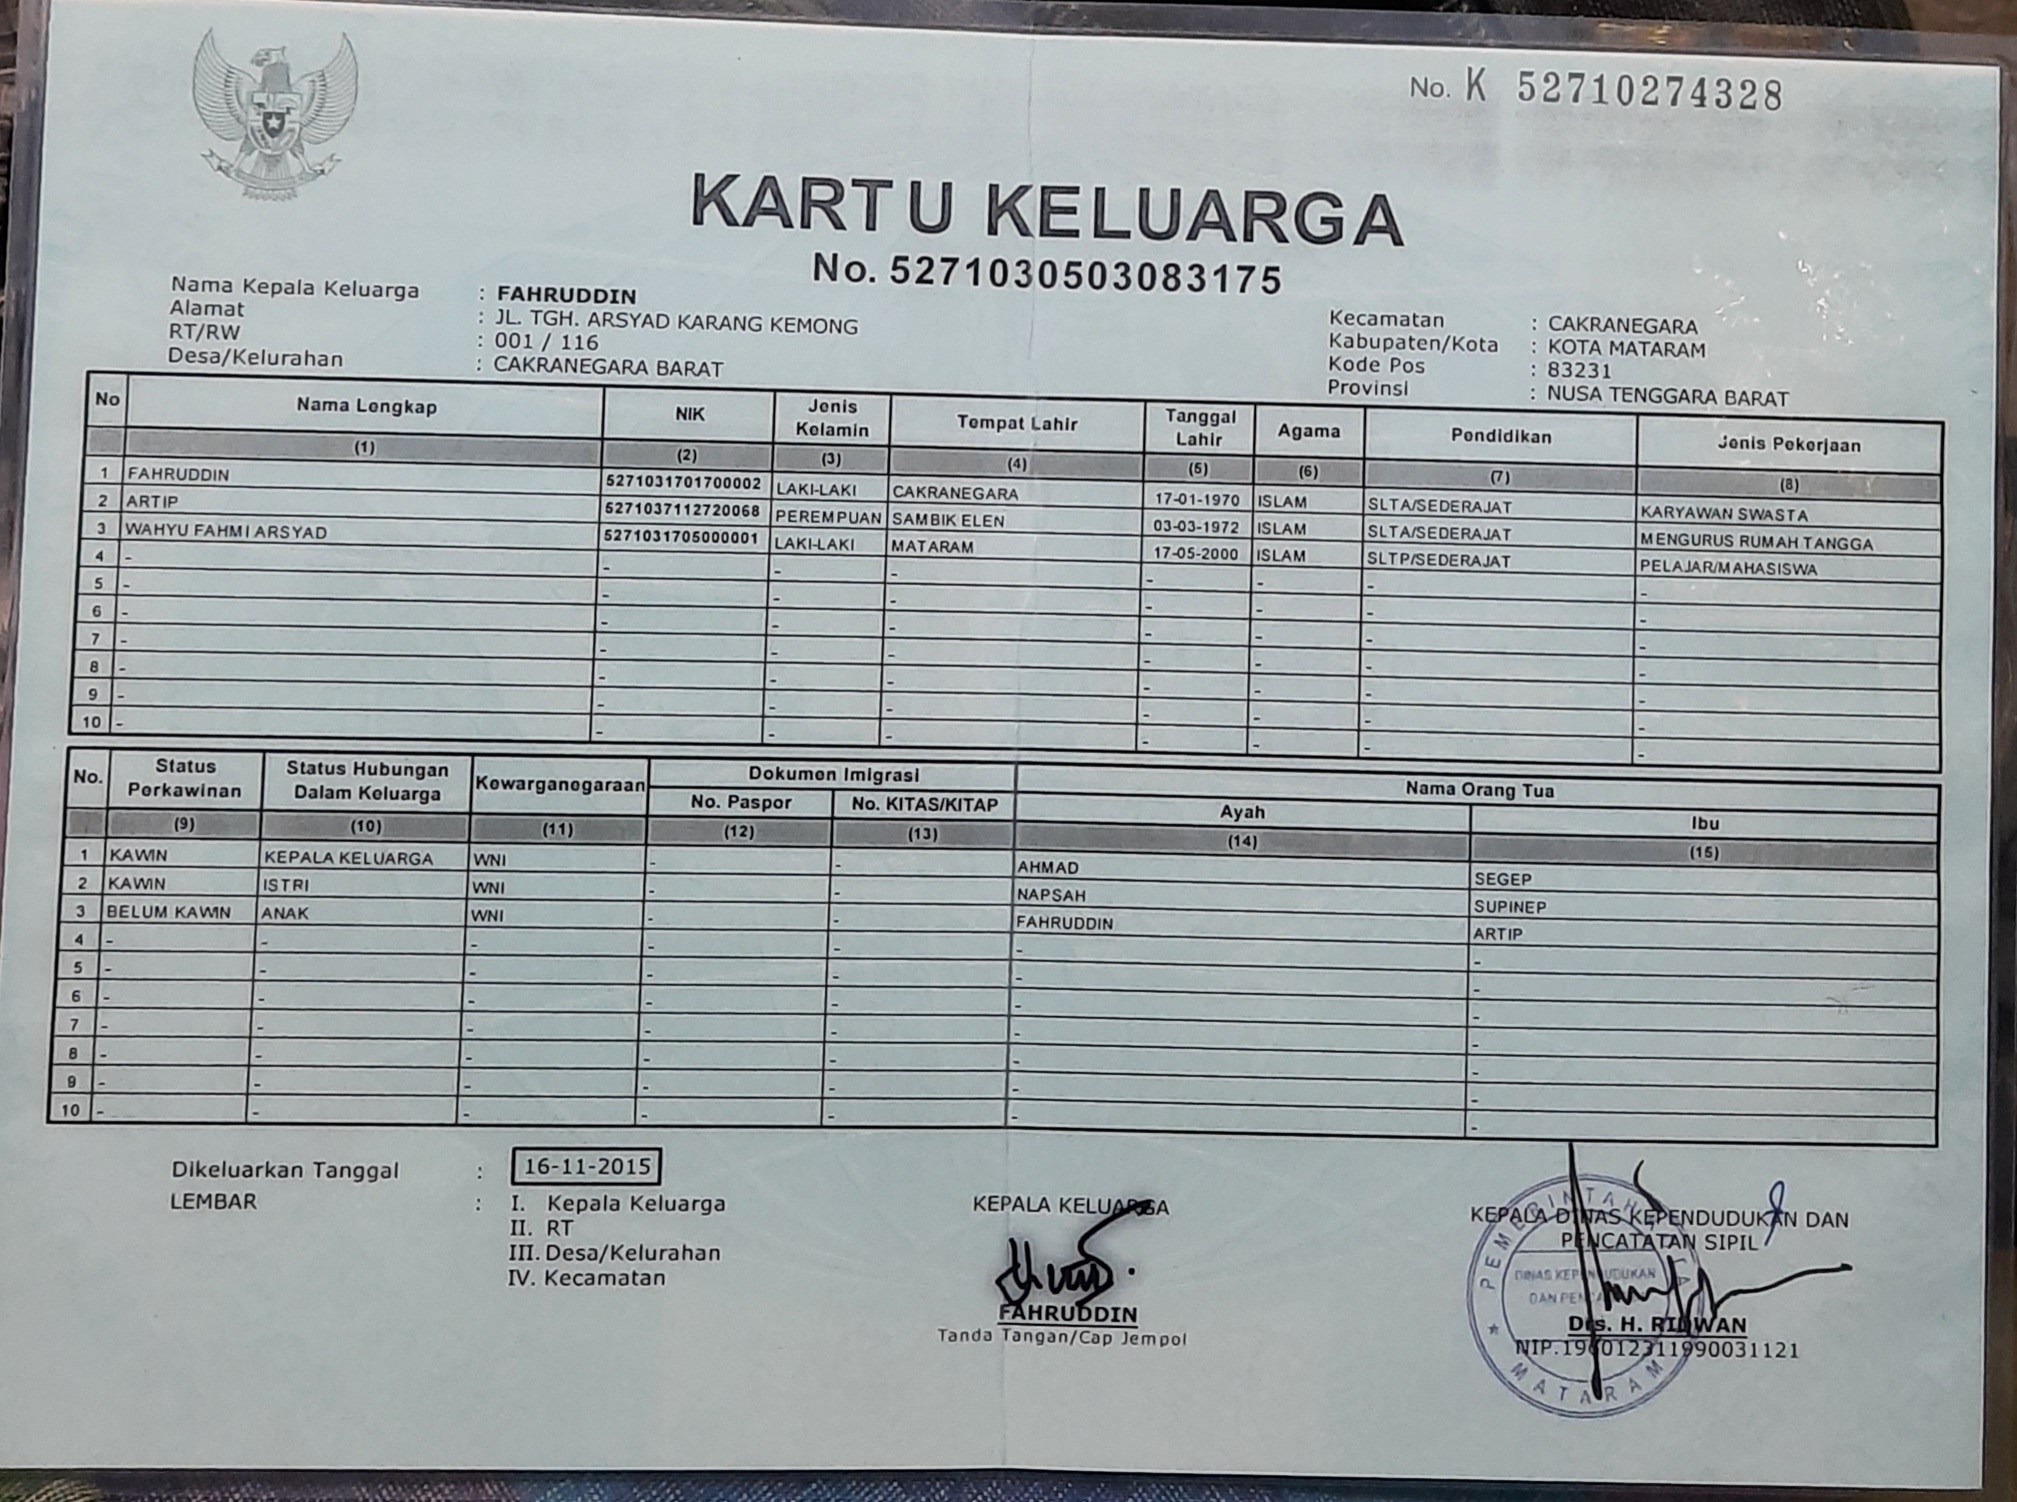 No. K 52710274328
KARTU KELUARGA
No. 5271030503083175
Nama Kepala Keluarga : FAHRUDDIN
Alamat : JL. TGH. ARSYAD KARANG KEMONG
RT/RW : 001 / 116
Desa/Kelurahan : CAKRANEGARA BARAT
Kecamatan : CAKRANEGARA
Kabupaten/Kota : KOTA MATARAM
Kode Pos : 83231
Provinsi : NUSA TENGGARA BARAT
No Nama Lengkap NIK Jenis Kelamin Tempat Lahir Tanggal Lahir Agama Pendidikan Jenis Pekerjaan
(1) (2) (3) (4) (5) (6) (7) (8)
1 FAHRUDDIN 5271031701700002 LAKI-LAKI CAKRANEGARA 17-01-1970 ISLAM SLTA/SEDERAJAT KARYAWAN SWASTA
2 ARTIP 5271037112720068 PEREMPUAN SAMBIK ELEN 03-03-1972 ISLAM SLTA/SEDERAJAT MENGURUS RUMAH TANGGA
3 WAHYU FAHMI ARSYAD 5271031705000001 LAKI-LAKI MATARAM 17-05-2000 ISLAM SLTP/SEDERAJAT PELAJAR/MAHASISWA
4 - - - - - - - -
5 - - - - - - - -
6 - - - - - - - -
7 - - - - - - - -
8 - - - - - - - -
9 - - - - - - - -
10 - - - - - - - -
No. Status Perkawinan Status Hubungan Dalam Keluarga Kewarganegaraan Dokumen Imigrasi Nama Orang Tua
No. Paspor No. KITAS/KITAP Ayah Ibu
(9) (10) (11) (12) (13) (14) (15)
1 KAWIN KEPALA KELUARGA WNI - - AHMAD SEGEP
2 KAWIN ISTRI WNI - - NAPSAH SUPINEP
3 BELUM KAWIN ANAK WNI - - FAHRUDDIN ARTIP
4 - - - - - - -
5 - - - - - - -
6 - - - - - - -
7 - - - - - - -
8 - - - - - - -
9 - - - - - - -
10 - - - - - - -
Dikeluarkan Tanggal : 16-11-2015
LEMBAR : I. Kepala Keluarga
II. RT
III. Desa/Kelurahan
IV. Kecamatan
KEPALA KELUARGA
FAHRUDDIN
Tanda Tangan/Cap Jempol
KEPALA DINAS KEPENDUDUKAN DAN
PENCATATAN SIPIL
DINAS KEPENDUDUKAN
MATARAM
Drs. H. RIDWAN
NIP.196012311990031121